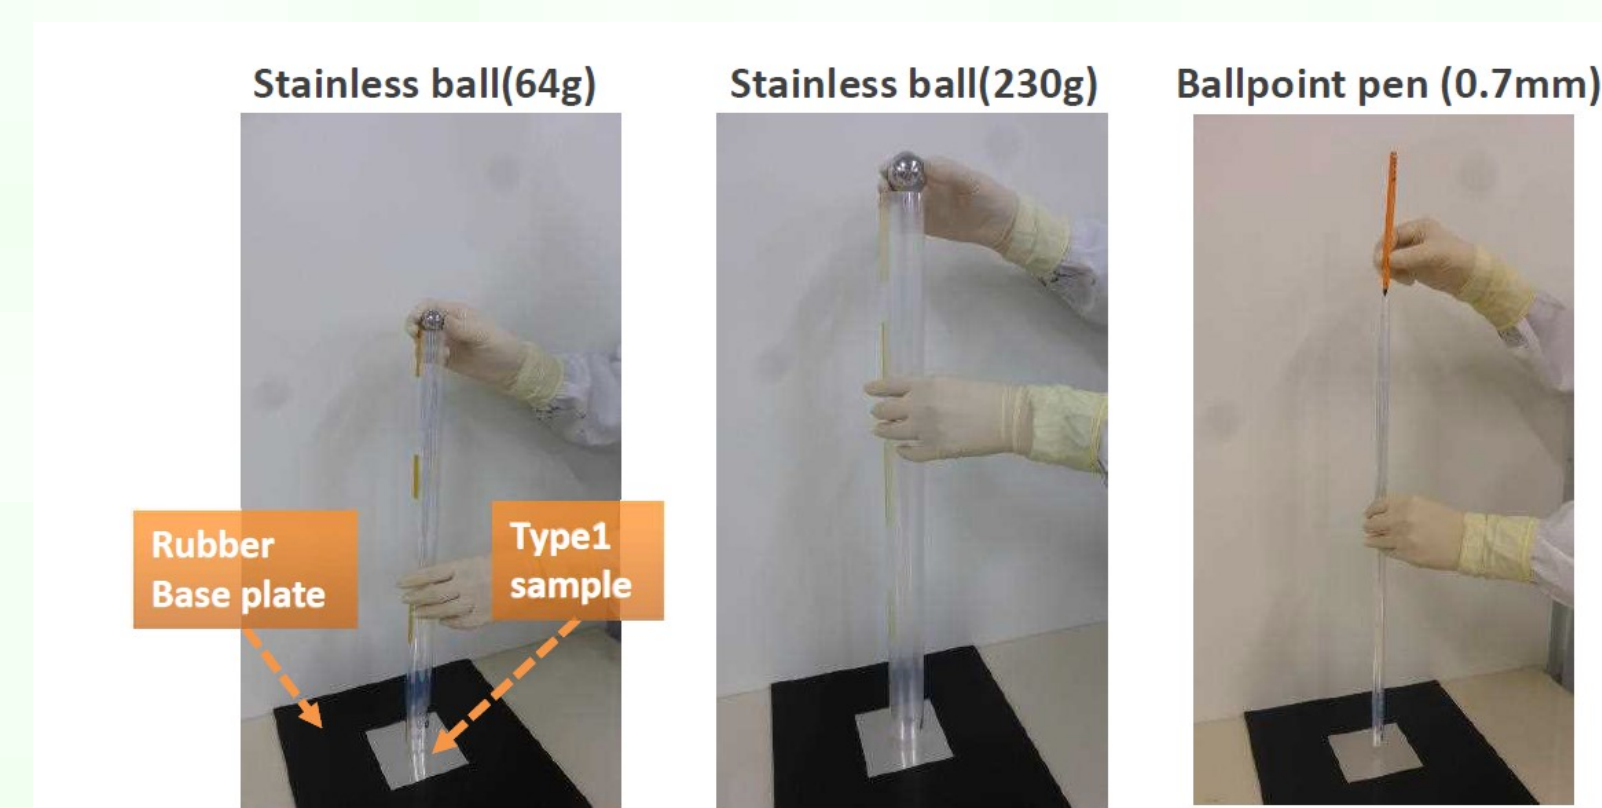 Stainless ball(64g)
Stainless ball(230g)
Ballpoint pen (0.7mm)
Rubber
Base plate
Type1
sample